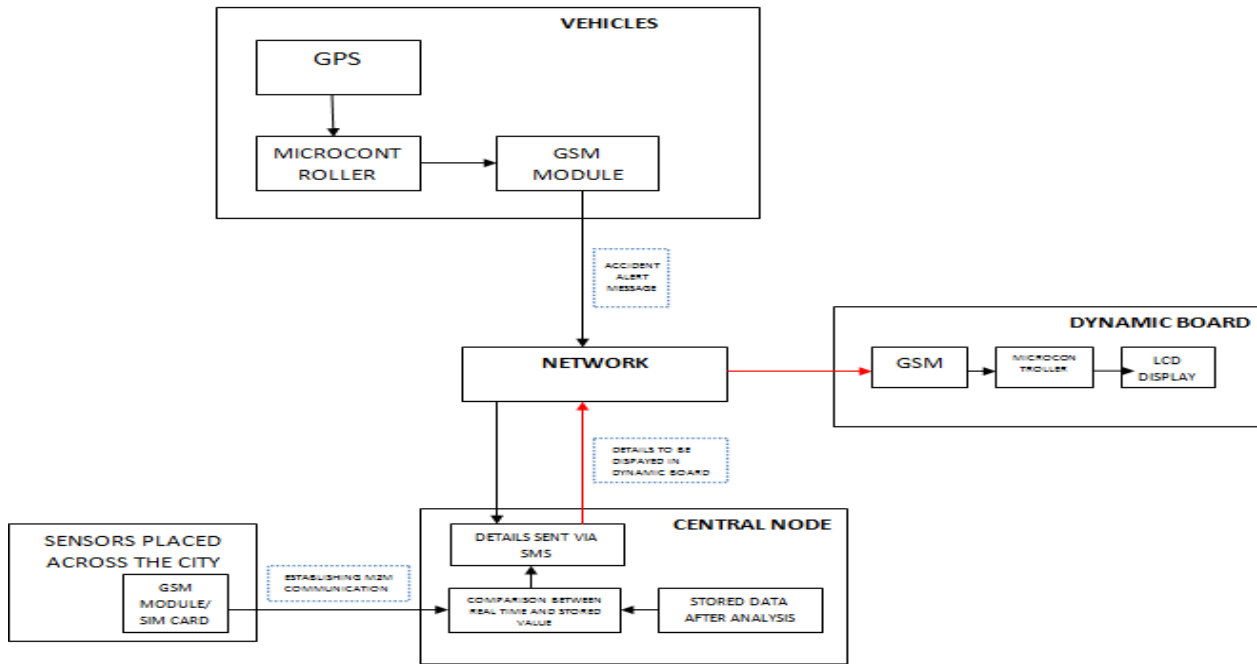 VEHICLES
GPS
MICROCONT
ROLLER
GSM
MODULE
ACCIDENT
ALERT
MESSAGE
DYNAMIC BOARD
NETWORK
GSM
MICROCON
TROLLER
LCD
DISPLAY
DETAILS TO BE
DISPAYED IN
DYNAMIC BOARD
CENTRAL NODE
SENSORS PLACED
ACROSS THE CITY
DETAILS SENT VIA
SMS
GSM
MODULE/
SIM CARD
ESTABLISHING M2M
COMMUNICATION
COMPARISON BETWEEN
REAL TIME AND STORED
VALUE
STORED DATA
AFTER ANALYSIS